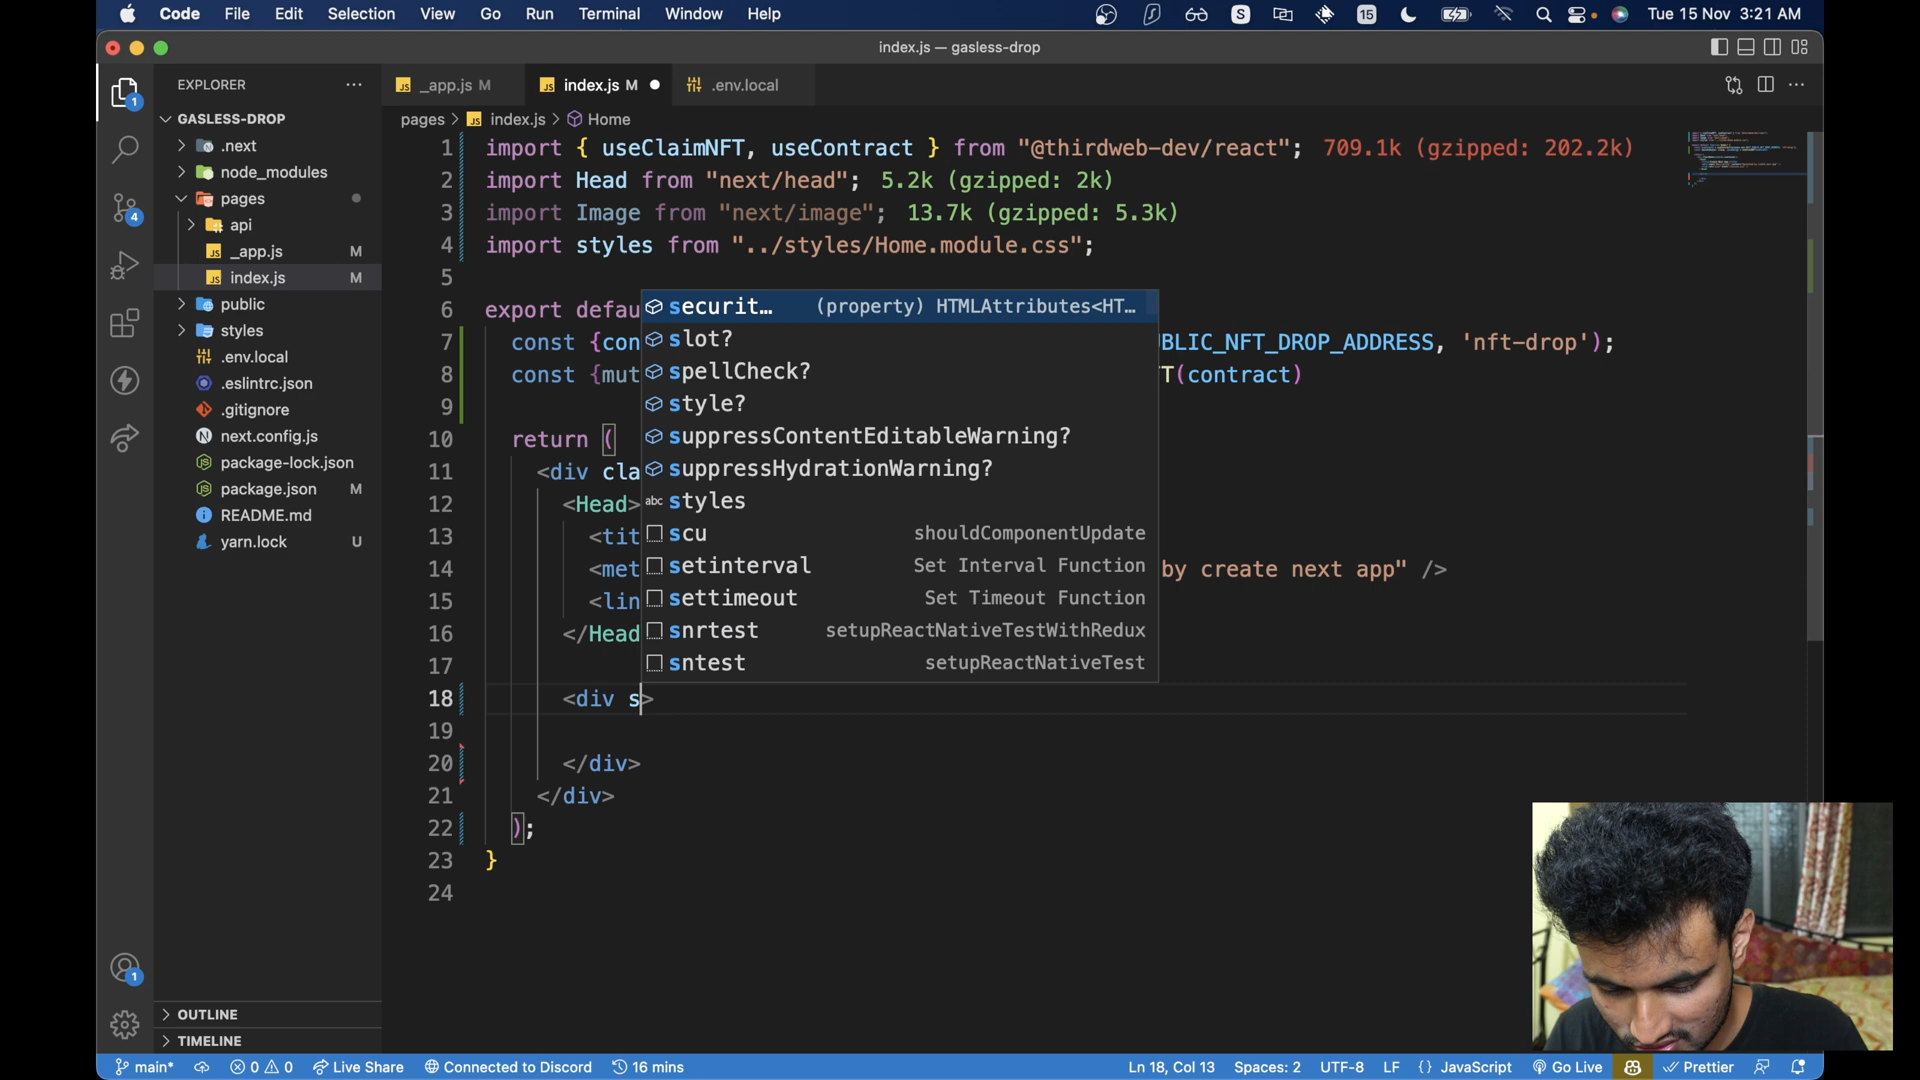 Code File Edit Selection View Go Run Terminal Window Help
S 15 Tue 15 Nov 3:21 AM
index.js — gasless-drop
EXPLORER
JS _app.js M
JS index.js M
.env.local
pages > JS index.js > Home
GASLESS-DROP
.next
node_modules
pages
api
JS _app.js M
JS index.js M
public
styles
.env.local
.eslintrc.json
.gitignore
N next.config.js
package-lock.json
package.json M
README.md
yarn.lock U
OUTLINE
TIMELINE
1
4
1
1 import { useClaimNFT, useContract } from "@thirdweb-dev/react"; 709.1k (gzipped: 202.2k)
2 import Head from "next/head"; 5.2k (gzipped: 2k)
3 import Image from "next/image"; 13.7k (gzipped: 5.3k)
4 import styles from "../styles/Home.module.css";
5
6 export defau
7 const {con BLIC_NFT_DROP_ADDRESS, 'nft-drop');
8 const {mut T(contract)
9
10 return (
11 <div cla
12 <Head>
13 <tit
14 <met by create next app" />
15 <lin
16 </Head
17
18 <div s>
19
20 </div>
21 </div>
22 );
23 }
24
securit... (property) HTMLAttributes<HT...
slot?
spellCheck?
style?
suppressContentEditableWarning?
suppressHydrationWarning?
abc styles
scu shouldComponentUpdate
setinterval Set Interval Function
settimeout Set Timeout Function
snrtest setupReactNativeTestWithRedux
sntest setupReactNativeTest
main* 0 0 Live Share Connected to Discord 16 mins Ln 18, Col 13 Spaces: 2 UTF-8 LF {} JavaScript Go Live Prettier